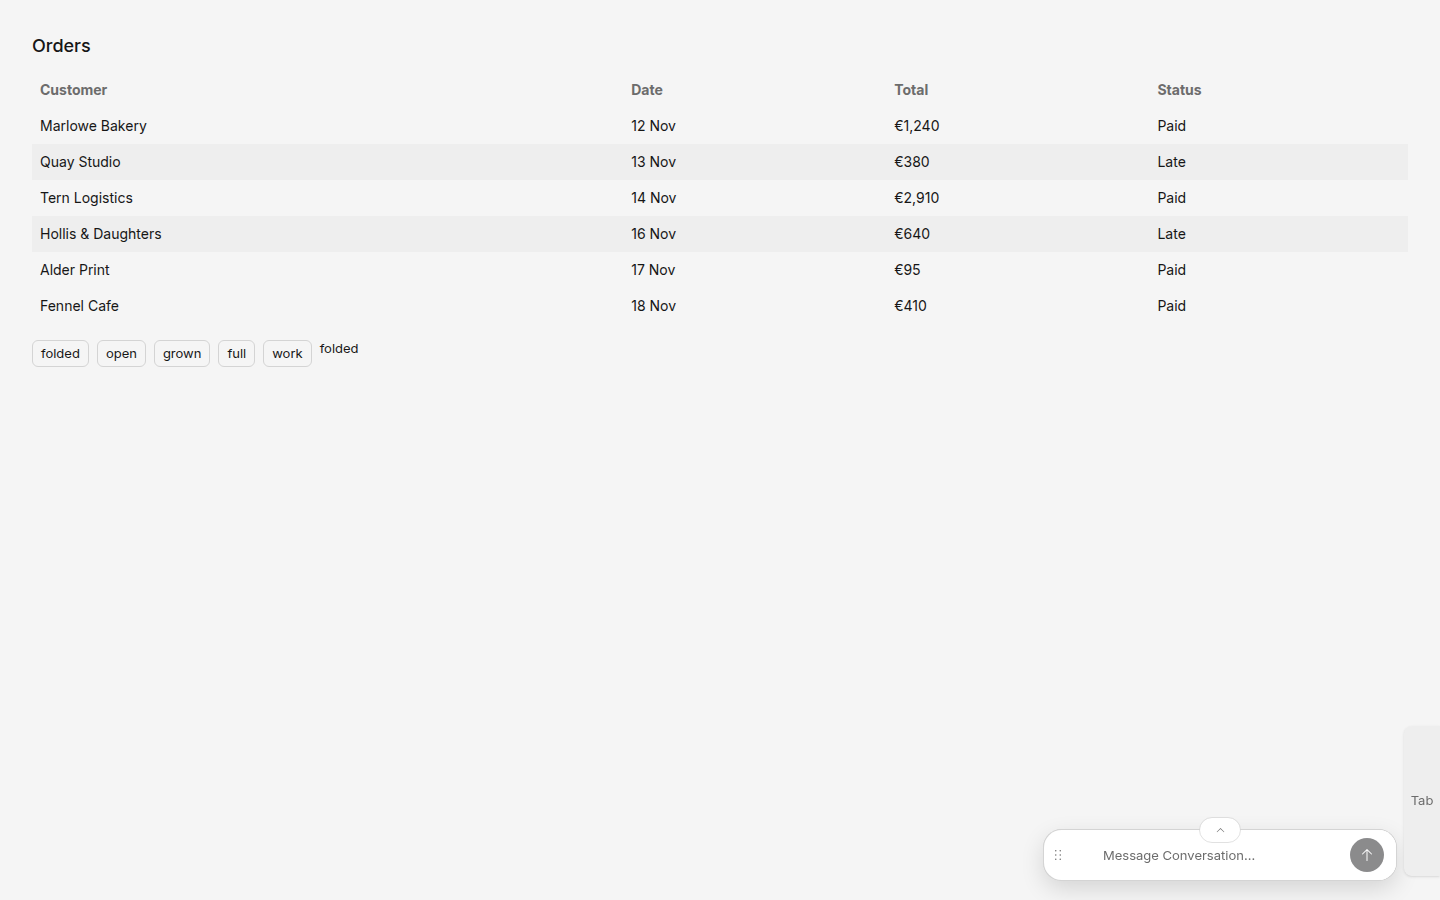 Orders
Customer Date Total Status
Marlowe Bakery 12 Nov €1,240 Paid
Quay Studio 13 Nov €380 Late
Tern Logistics 14 Nov €2,910 Paid
Hollis & Daughters 16 Nov €640 Late
Alder Print 17 Nov €95 Paid
Fennel Cafe 18 Nov €410 Paid
folded open grown full work folded
Tab
Message Conversation...